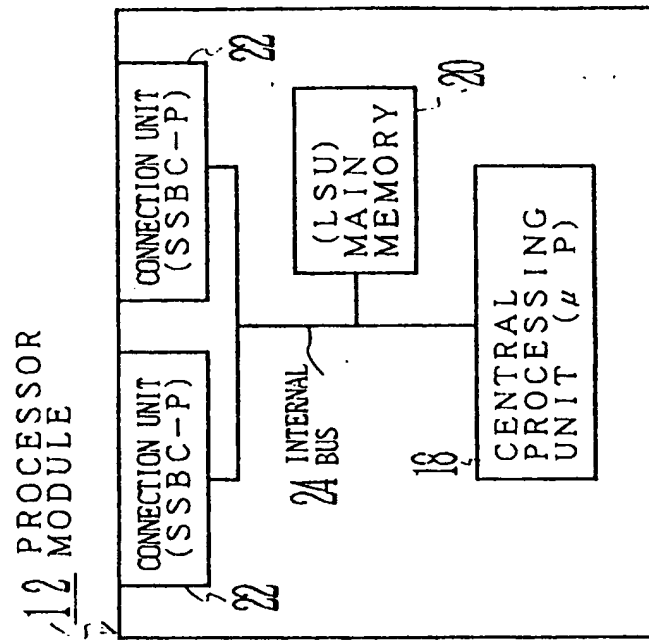 12 PROCESSOR
MODULE
CONNECTION UNIT
(SSBC-P)
22
CONNECTION UNIT
(SSBC-P)
22
24 INTERNAL
BUS
(LSU)
MAIN
MEMORY
20
18
CENTRAL
PROCESSING
UNIT (μP)